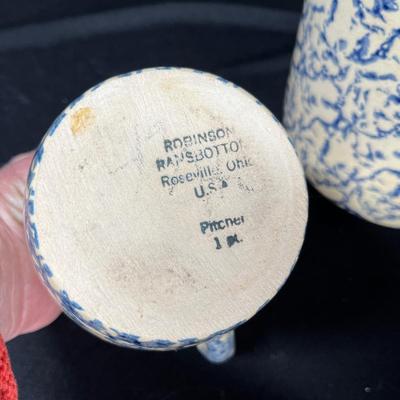 ROBINSON
RANSBOTTOM
Roseville, Ohio
U.S.A
Pitcher
1 pt.